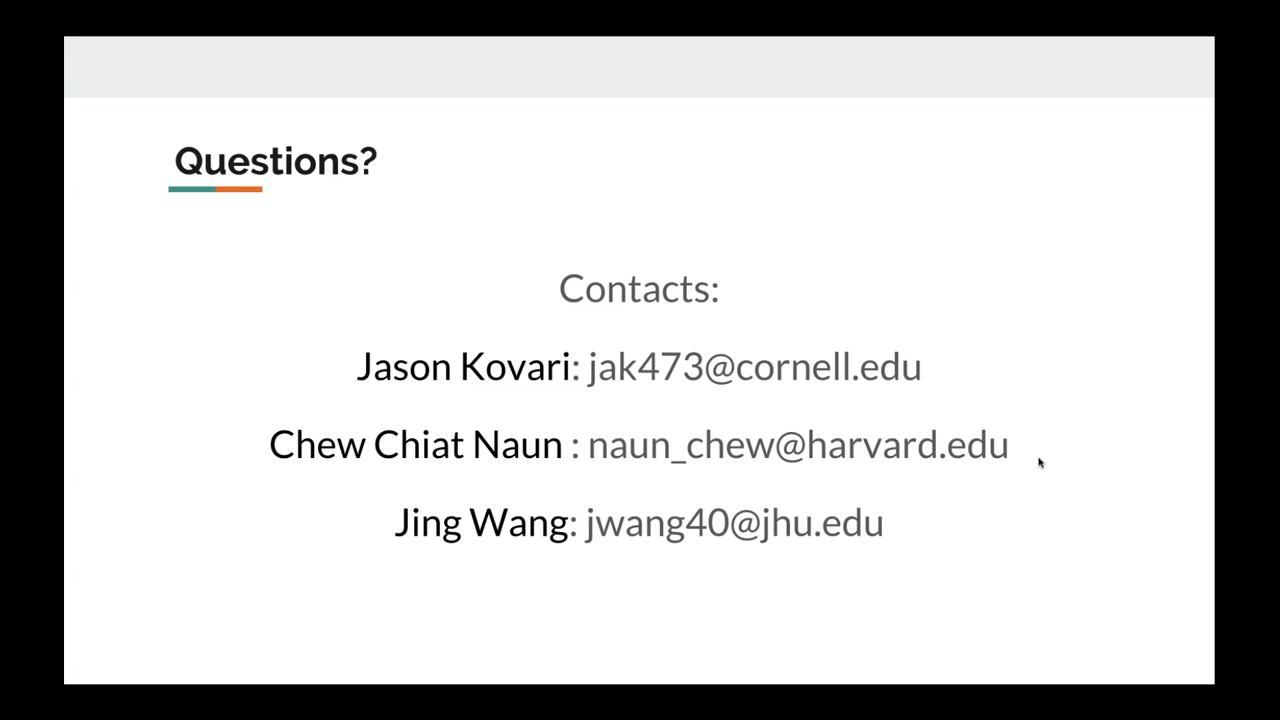 Questions?
Contacts:
Jason Kovari: jak473@cornell.edu
Chew Chiat Naun : naun_chew@harvard.edu
Jing Wang: jwang40@jhu.edu